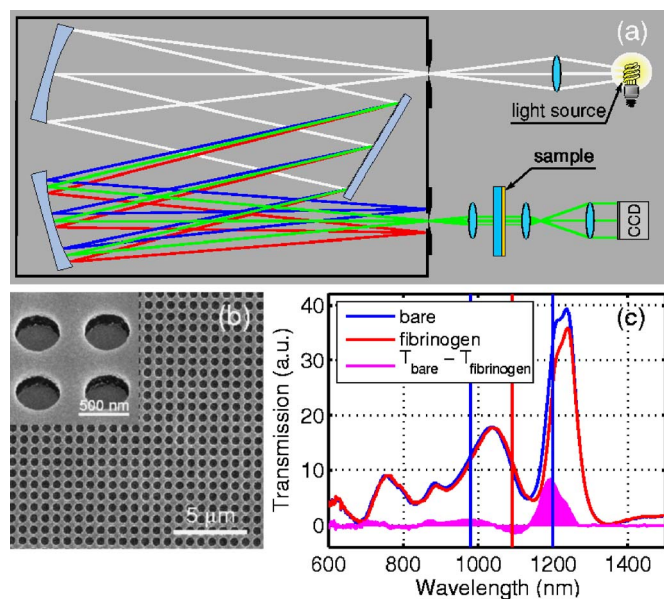 (a)
light source
sample
CCD
(b)
500 nm
5 μm
(c)
bare
fibrinogen
T_bare − T_fibrinogen
Transmission (a.u.)
40
30
20
10
0
600 800 1000 1200 1400
Wavelength (nm)